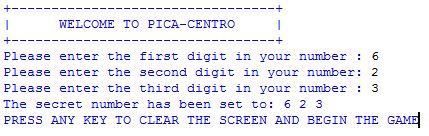 +---------------------------------+
|      WELCOME TO PICA-CENTRO     |
+---------------------------------+
Please enter the first digit in your number : 6
Please enter the second digit in your number: 2
Please enter the third digit in your number : 3
The secret number has been set to: 6 2 3
PRESS ANY KEY TO CLEAR THE SCREEN AND BEGIN THE GAME